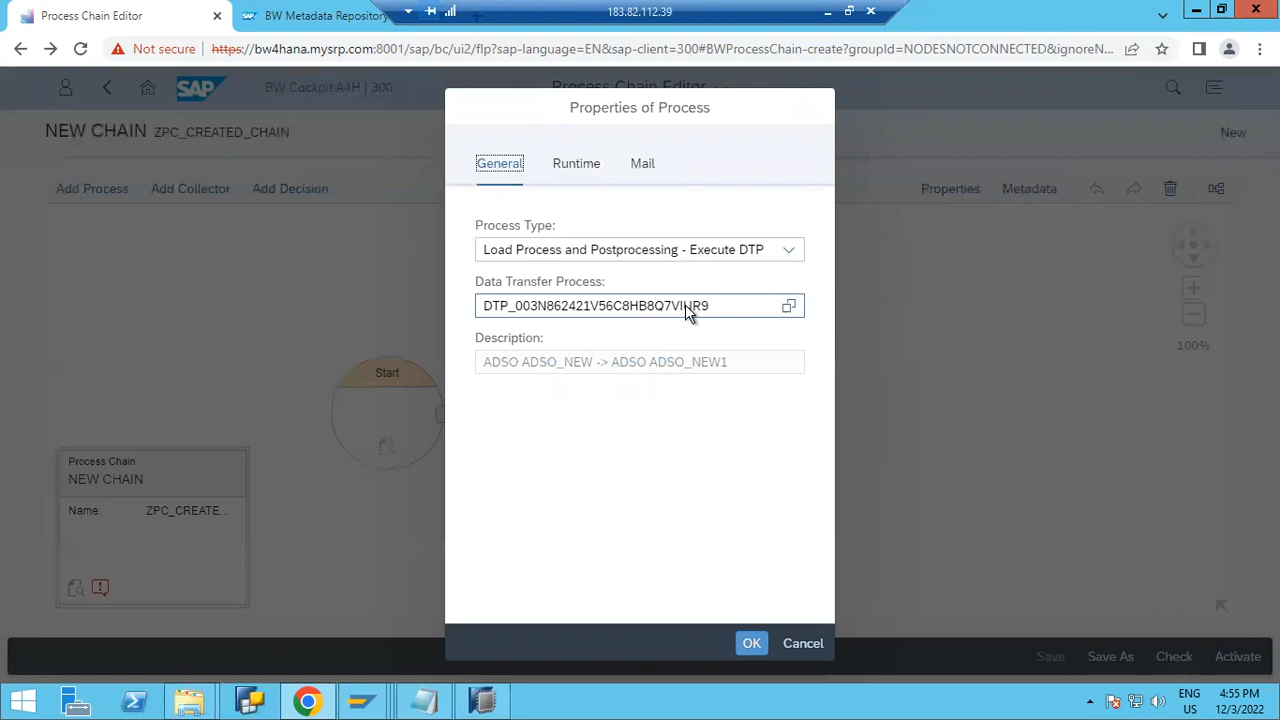 Process Chain Editor
BW Metadata Repository
183.82.112.39
Not secure
https://bw4hana.mysrp.com:8001/sap/bc/ui2/flp?sap-language=EN&sap-client=300#BWProcessChain-create?groupId=NODESNOTCONNECTED&ignoreN...
SAP
BW Cockpit A4H | 300
Process Chain Editor
NEW CHAIN ZPC_CREATED_CHAIN
New
Add Process
Add Collector
Add Decision
Properties
Metadata
Properties of Process
General
Runtime
Mail
Process Type:
Load Process and Postprocessing - Execute DTP
Data Transfer Process:
Description:
ADSO ADSO_NEW -> ADSO ADSO_NEW1
100%
Start
Process Chain
NEW CHAIN
Name: ZPC_CREATE...
OK
Cancel
Save
Save As
Check
Activate
ENG
US
4:55 PM
12/3/2022